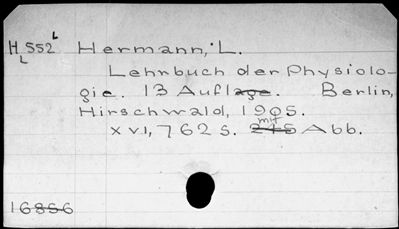 H 552 Hermann, L.
Lehrbuch der Physiolo-
gie. 13 Auflage. Berlin,
Hirschwald, 1905.
xvi, 762 s. mit Abb.
16856